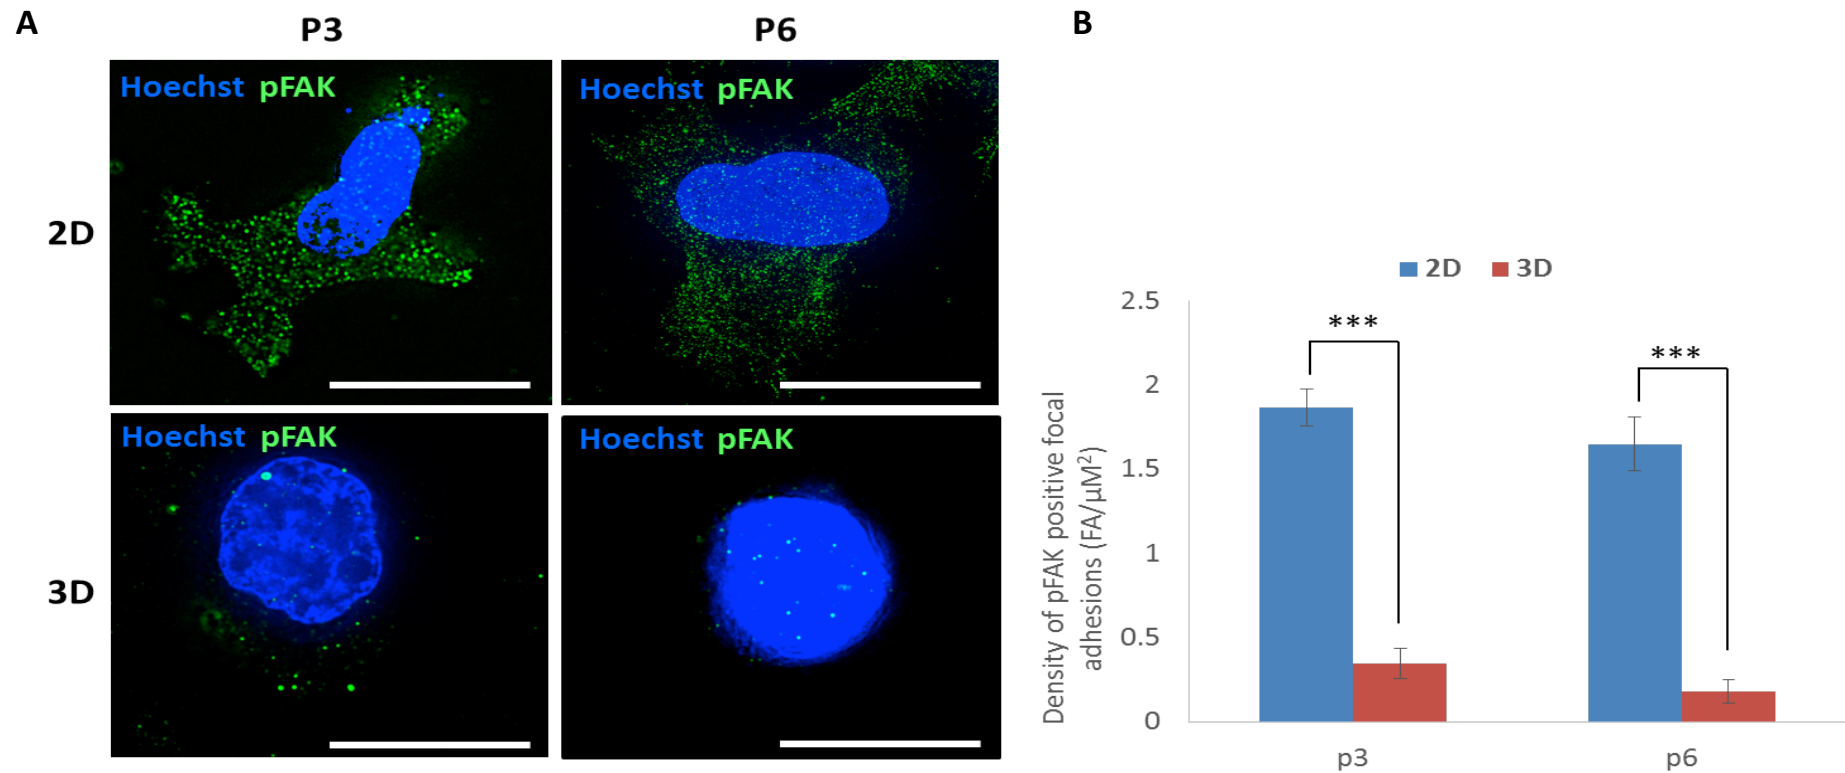 A
P3
P6
B
Hoechst pFAK
Hoechst pFAK
2D
Hoechst pFAK
Hoechst pFAK
3D
2D 3D
Density of pFAK positive focal
adhesions (FA/μM²)
2.5
2
1.5
1
0.5
0
***
***
p3
p6